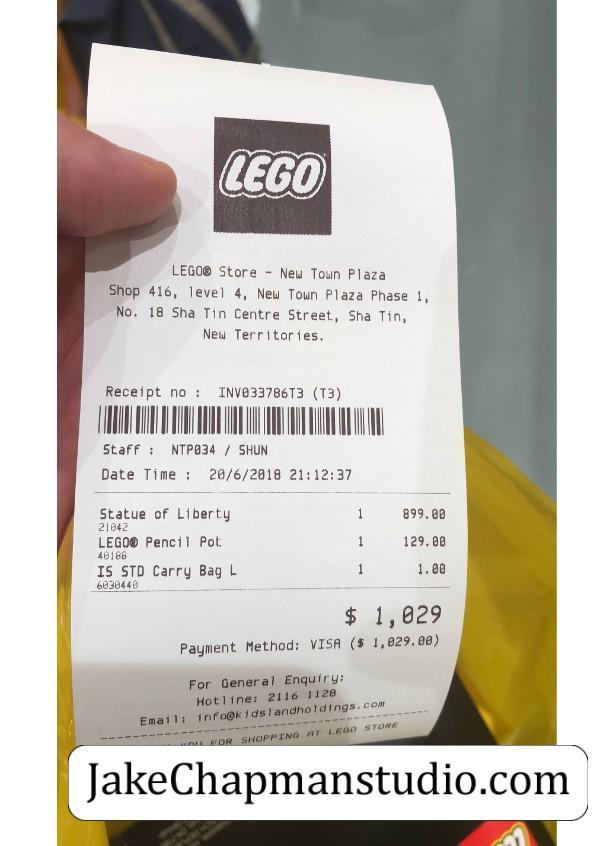 LEGO
LEGO® Store - New Town Plaza
Shop 416, level 4, New Town Plaza Phase 1,
No. 18 Sha Tin Centre Street, Sha Tin,
New Territories.
Receipt no : INV033786T3 (T3)
Staff : NTP034 / SHUN
Date Time : 20/6/2018 21:12:37
Statue of Liberty 1 899.00
21042
LEGO® Pencil Pot 1 129.00
40188
IS STD Carry Bag L 1 1.00
6030440
$ 1,029
Payment Method: VISA ($ 1,029.00)
For General Enquiry:
Hotline: 2116 1128
Email: info@kidslandholdings.com
YOU FOR SHOPPING AT LEGO STORE
JakeChapmanstudio.com